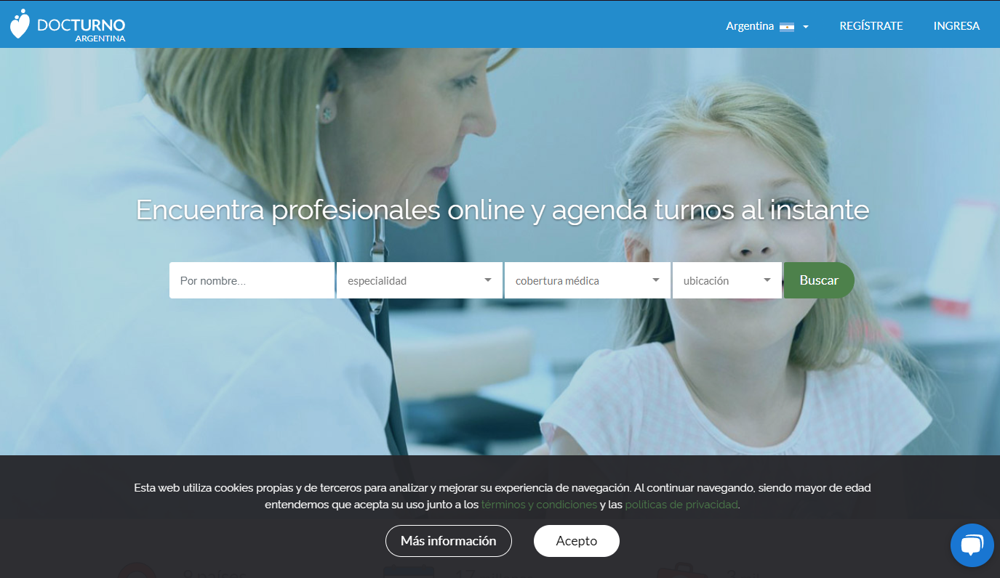 DOCTURNO
ARGENTINA
Argentina
REGÍSTRATE
INGRESA
Encuentra profesionales online y agenda turnos al instante
Por nombre...
especialidad
cobertura médica
ubicación
Buscar
Esta web utiliza cookies propias y de terceros para analizar y mejorar su experiencia de navegación. Al continuar navegando, siendo mayor de edad
entendemos que acepta su uso junto a los términos y condiciones y las políticas de privacidad.
Más información
Acepto